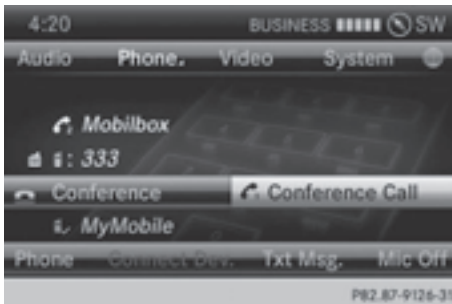 4:20 BUSINESS SW
Audio Phone. Video System
Mobilbox
: 333
Conference Conference Call
MyMobile
Phone Connect Dev. Txt Msg. Mic Off
P82.87-9126-31